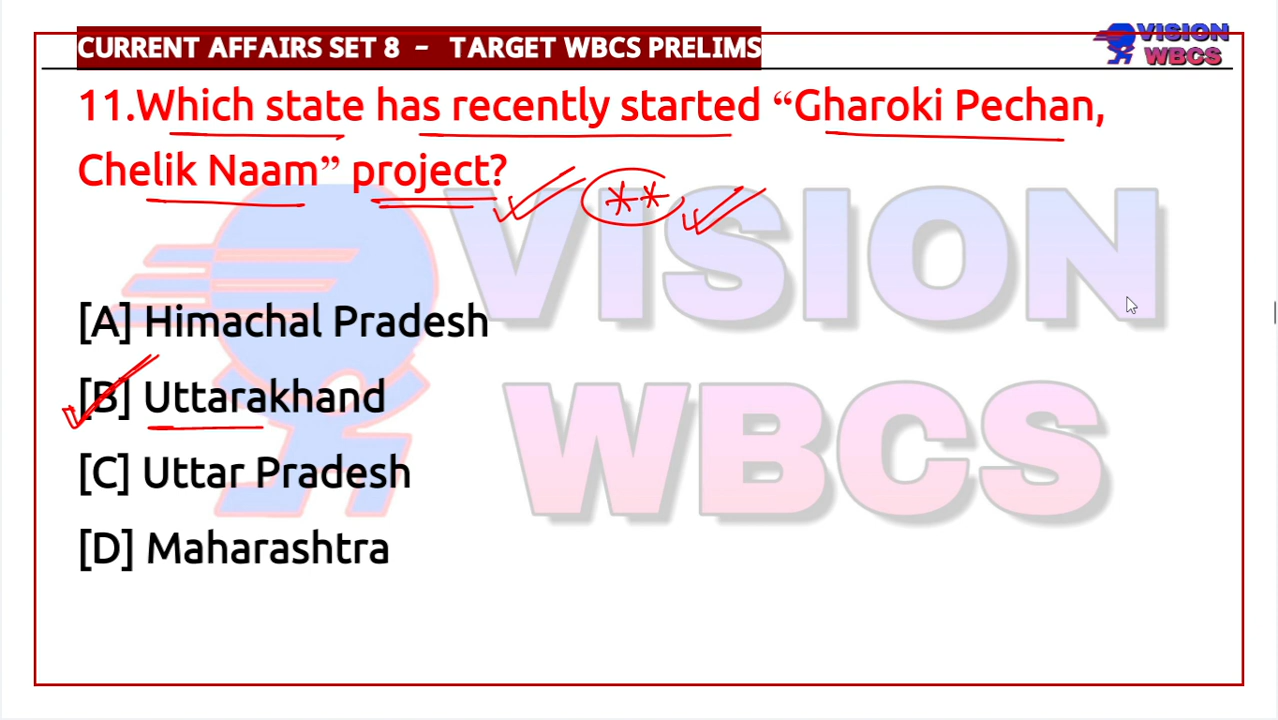 CURRENT AFFAIRS SET 8 - TARGET WBCS PRELIMS
VISION
WBCS
11.Which state has recently started “Gharoki Pechan,
Chelik Naam” project?
**
VISION
WBCS
[A] Himachal Pradesh
[B] Uttarakhand
[C] Uttar Pradesh
[D] Maharashtra